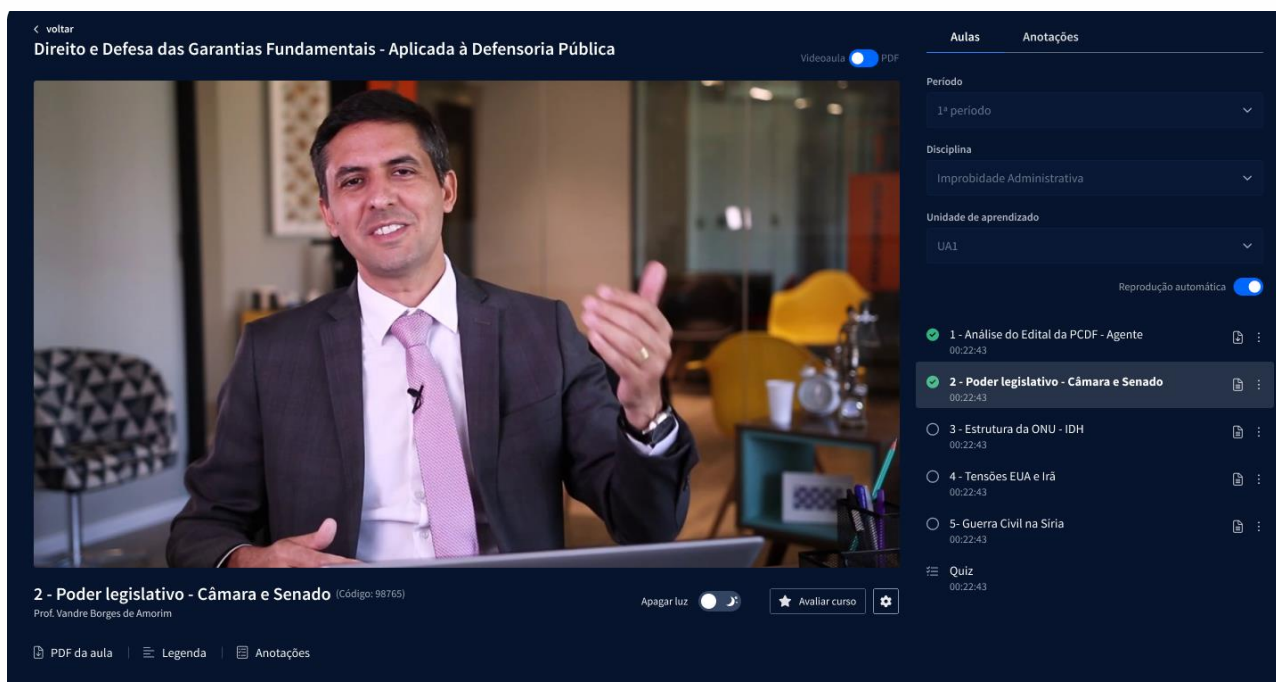 voltar
Direito e Defesa das Garantias Fundamentais - Aplicada à Defensoria Pública
Videoaula PDF
2 - Poder legislativo - Câmara e Senado (Código: 98765)
Prof. Vandre Borges de Amorim
Apagar luz
Avaliar curso
PDF da aula
Legenda
Anotações
Aulas
Anotações
Período
1ª período
Disciplina
Improbidade Administrativa
Unidade de aprendizado
UA1
Reprodução automática
1 - Análise do Edital da PCDF - Agente
00:22:43
2 - Poder legislativo - Câmara e Senado
00:22:43
3 - Estrutura da ONU - IDH
00:22:43
4 - Tensões EUA e Irã
00:22:43
5- Guerra Civil na Síria
00:22:43
Quiz
00:22:43